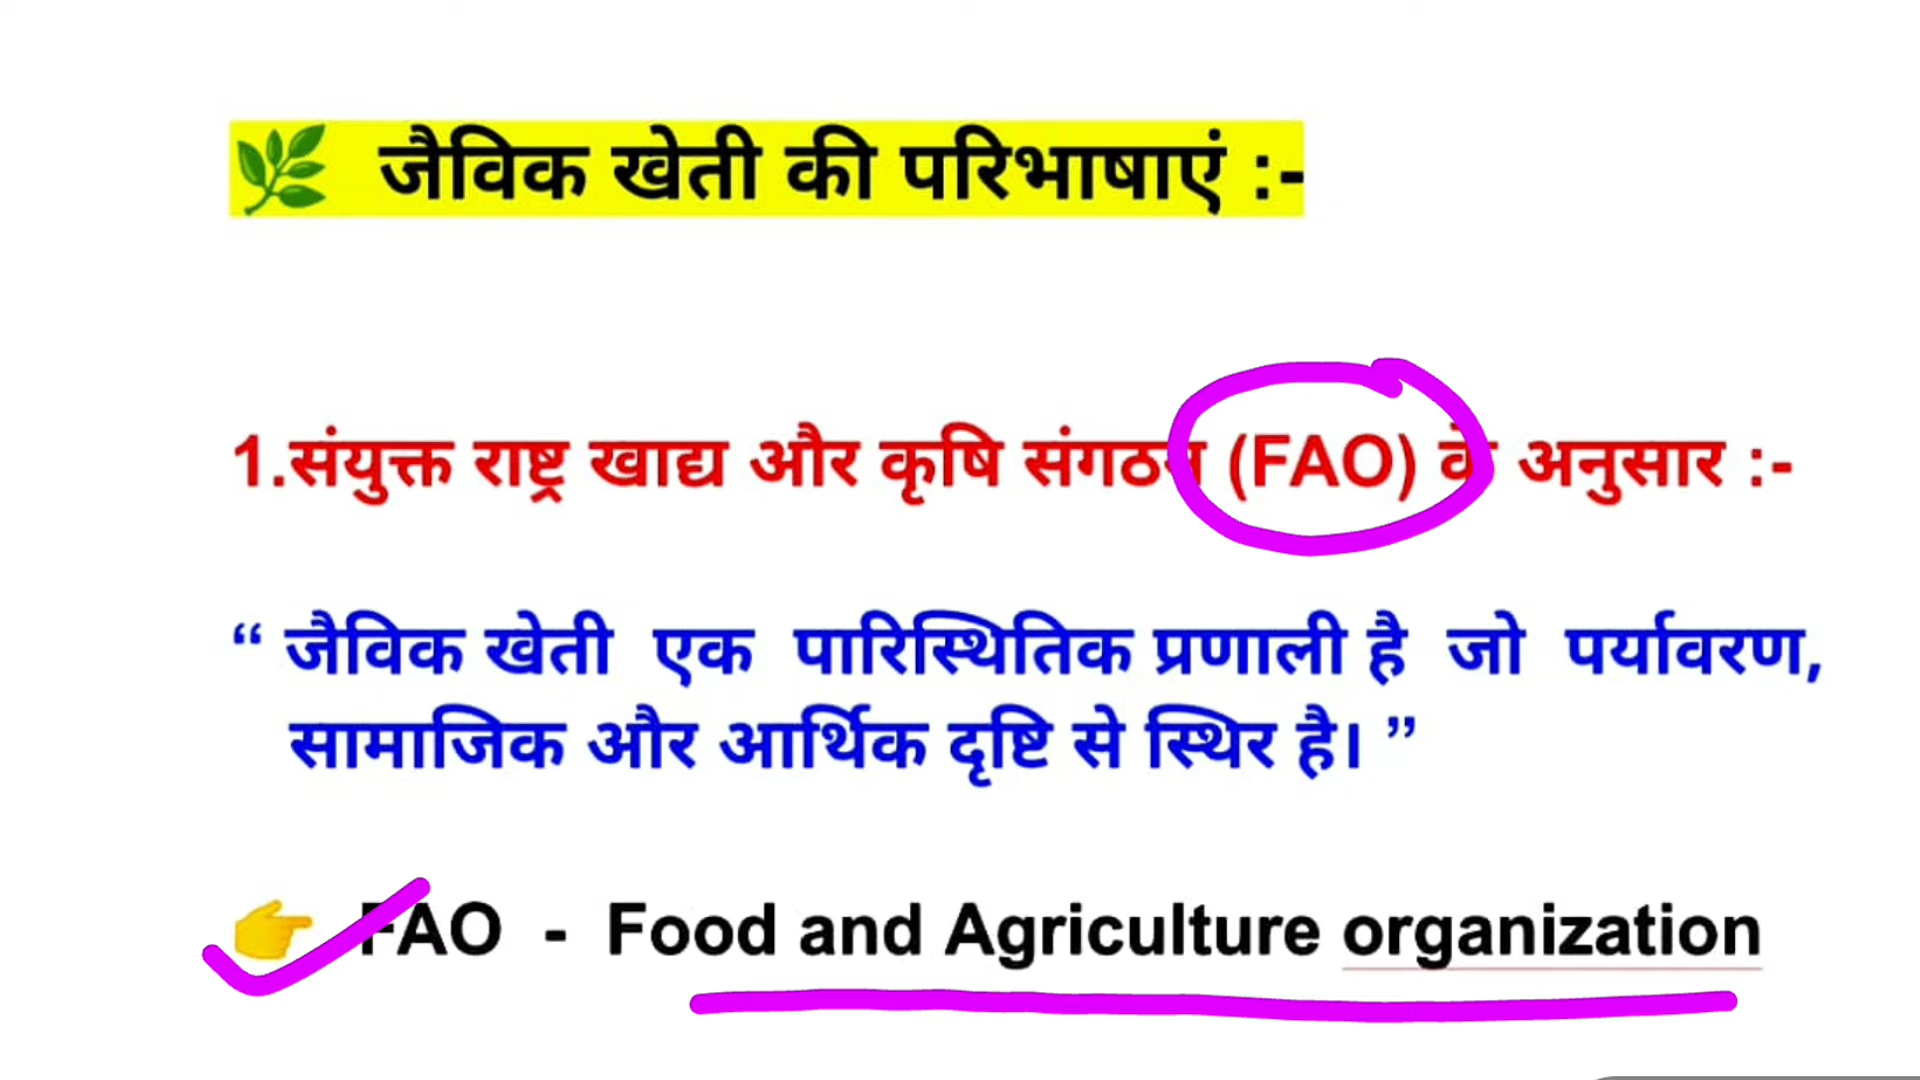 जैविक खेती की परिभाषाएं :-
1.संयुक्त राष्ट्र खाद्य और कृषि संगठन (FAO) के अनुसार :-
“ जैविक खेती एक पारिस्थितिक प्रणाली है जो पर्यावरण,
सामाजिक और आर्थिक दृष्टि से स्थिर है। ”
FAO - Food and Agriculture organization